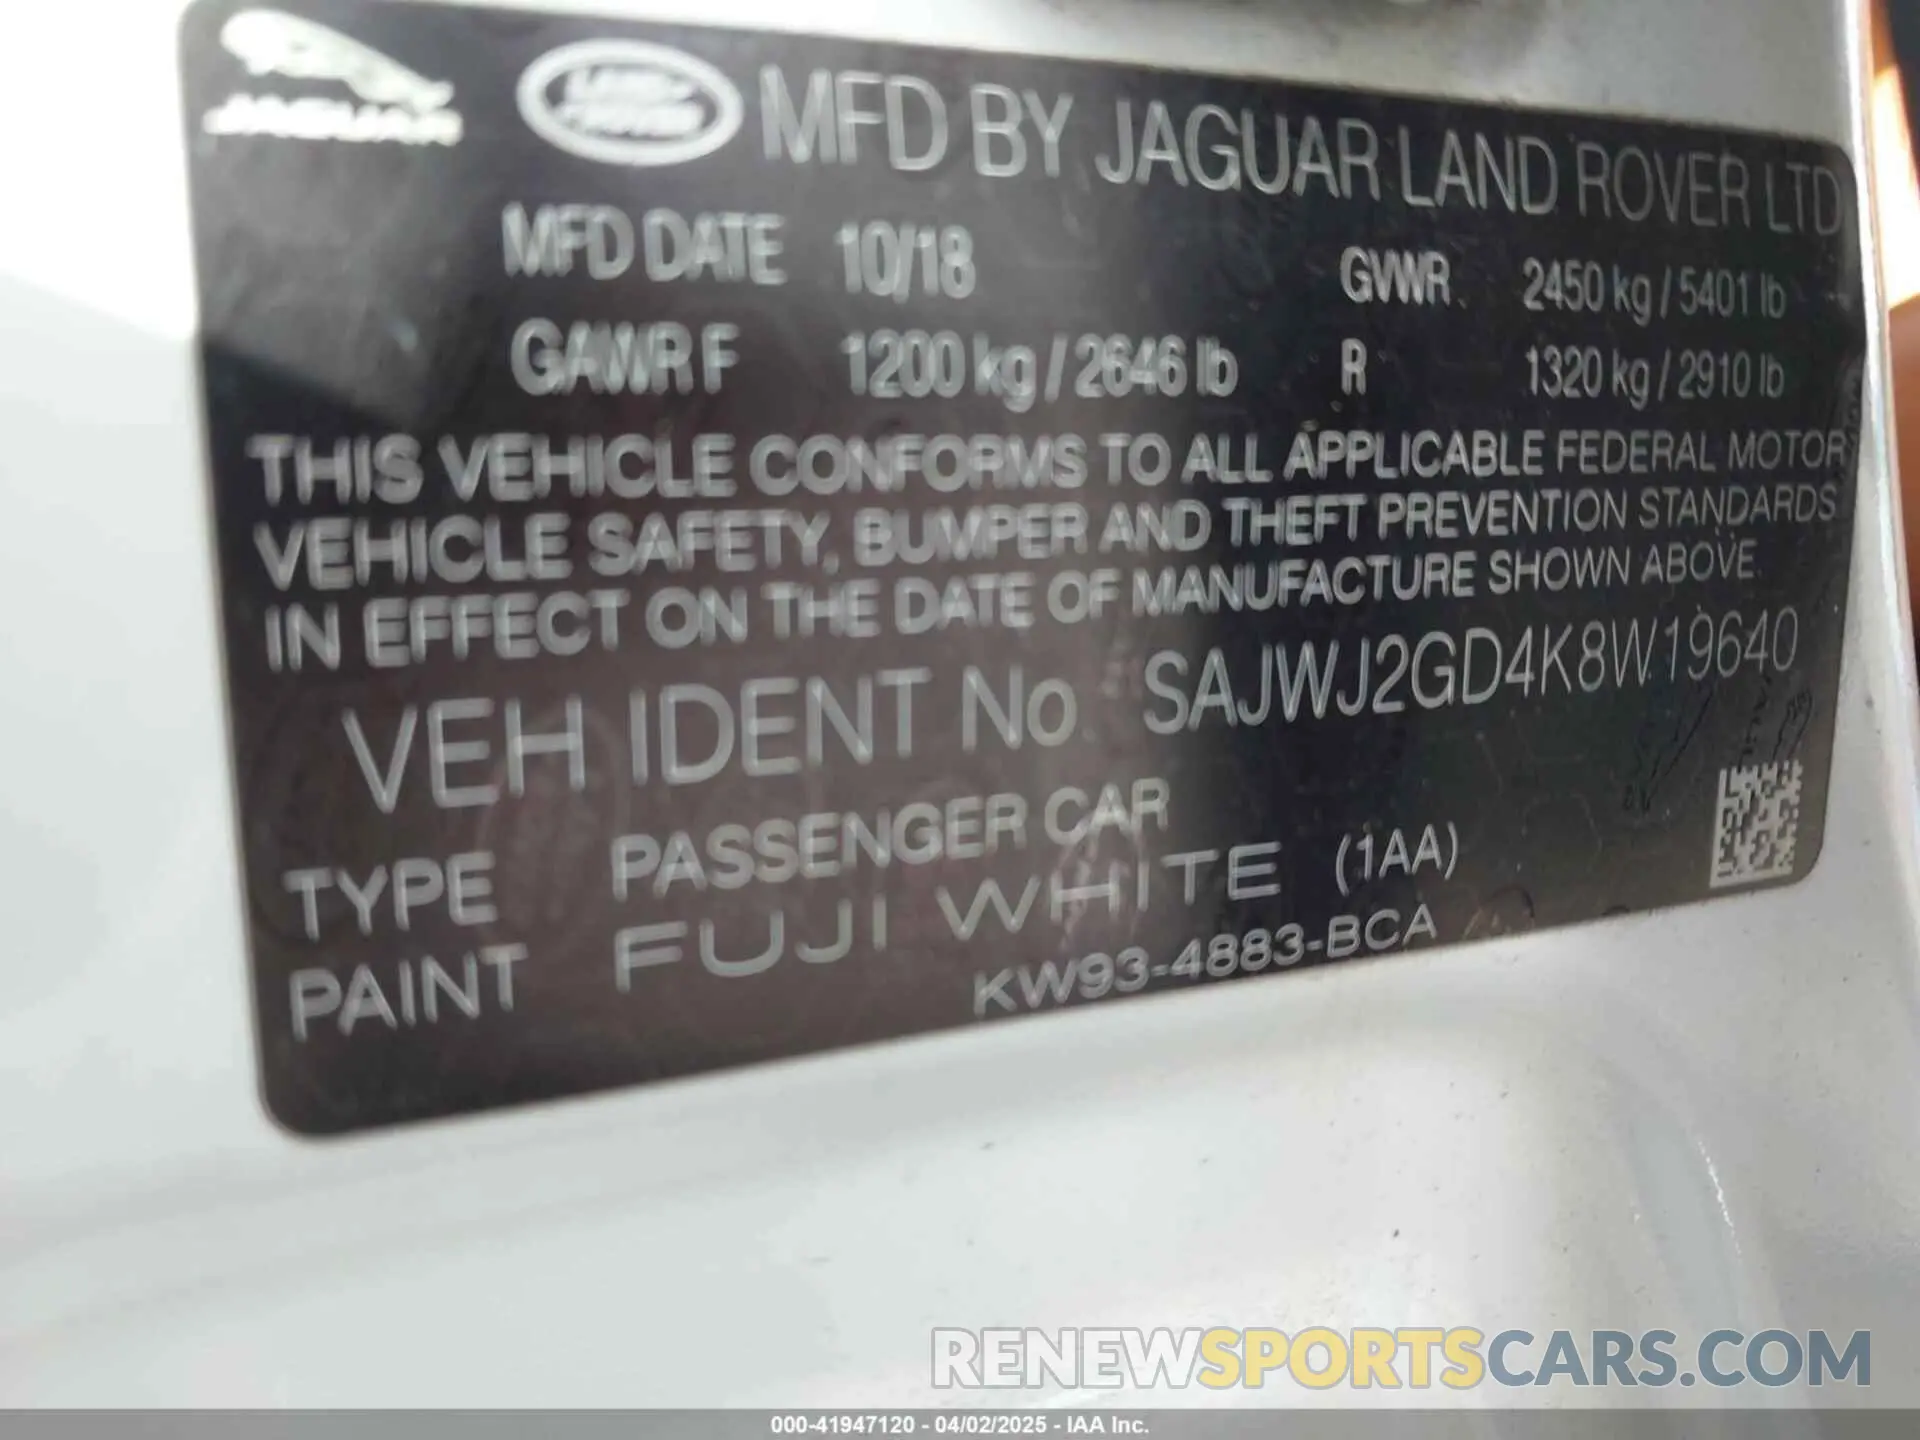 JAGUAR LAND ROVER MFD BY JAGUAR LAND ROVER LTD
MFD DATE 10/18 GVWR 2450 kg / 5401 lb
GAWR F 1200 kg / 2646 lb R 1320 kg / 2910 lb
THIS VEHICLE CONFORMS TO ALL APPLICABLE FEDERAL MOTOR
VEHICLE SAFETY, BUMPER AND THEFT PREVENTION STANDARDS
IN EFFECT ON THE DATE OF MANUFACTURE SHOWN ABOVE.
VEH IDENT No. SAJWJ2GD4K8W19640
TYPE PASSENGER CAR
PAINT FUJI WHITE (1AA)
KW93-4883-BCA
RENEWSPORTSCARS.COM
000-41947120 - 04/02/2025 - IAA Inc.